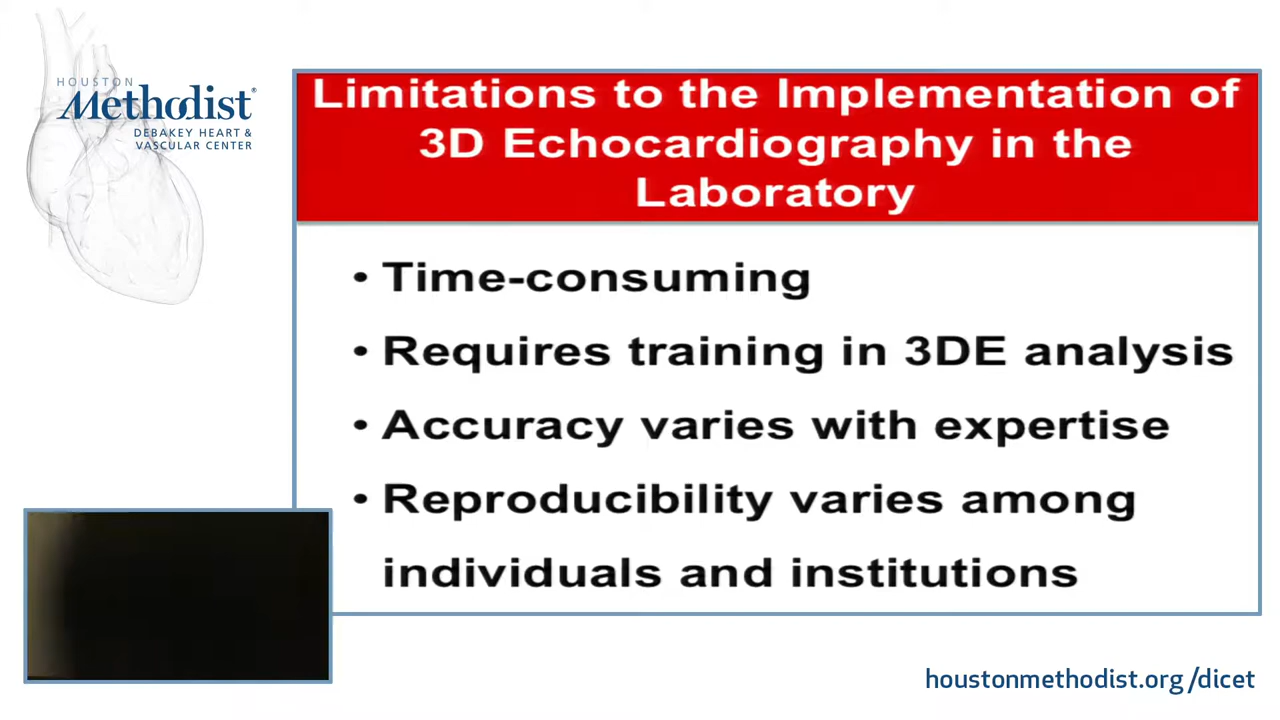 HOUSTON
Methodist®
DEBAKEY HEART &
VASCULAR CENTER
Limitations to the Implementation of
3D Echocardiography in the
Laboratory
• Time-consuming
• Requires training in 3DE analysis
• Accuracy varies with expertise
• Reproducibility varies among
individuals and institutions
houstonmethodist.org/dicet